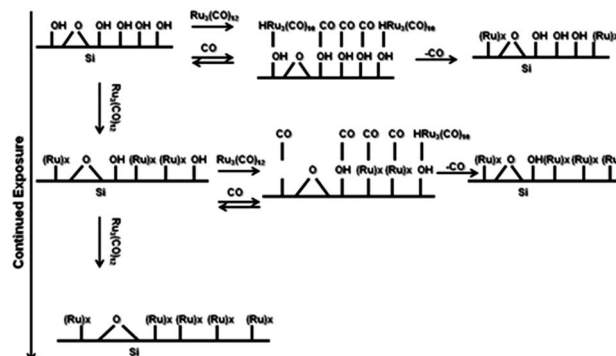 HRu3(CO)10 CO CO CO HRu3(CO)10
OH O OH OH OH OH
Ru3(CO)12
CO
OH O OH OH OH OH
-CO
(Ru)x O OH OH OH (Ru)x
Si
Si
Ru3(CO)12
CO CO CO CO HRu3(CO)10
(Ru)x O OH (Ru)x (Ru)x OH
Ru3(CO)12
CO
O OH (Ru)x (Ru)x OH
-CO
(Ru)x O OH (Ru)x (Ru)x (Ru
Si
Si
Ru3(CO)12
(Ru)x O (Ru)x (Ru)x (Ru)x (Ru)x
Si
Continued Exposure